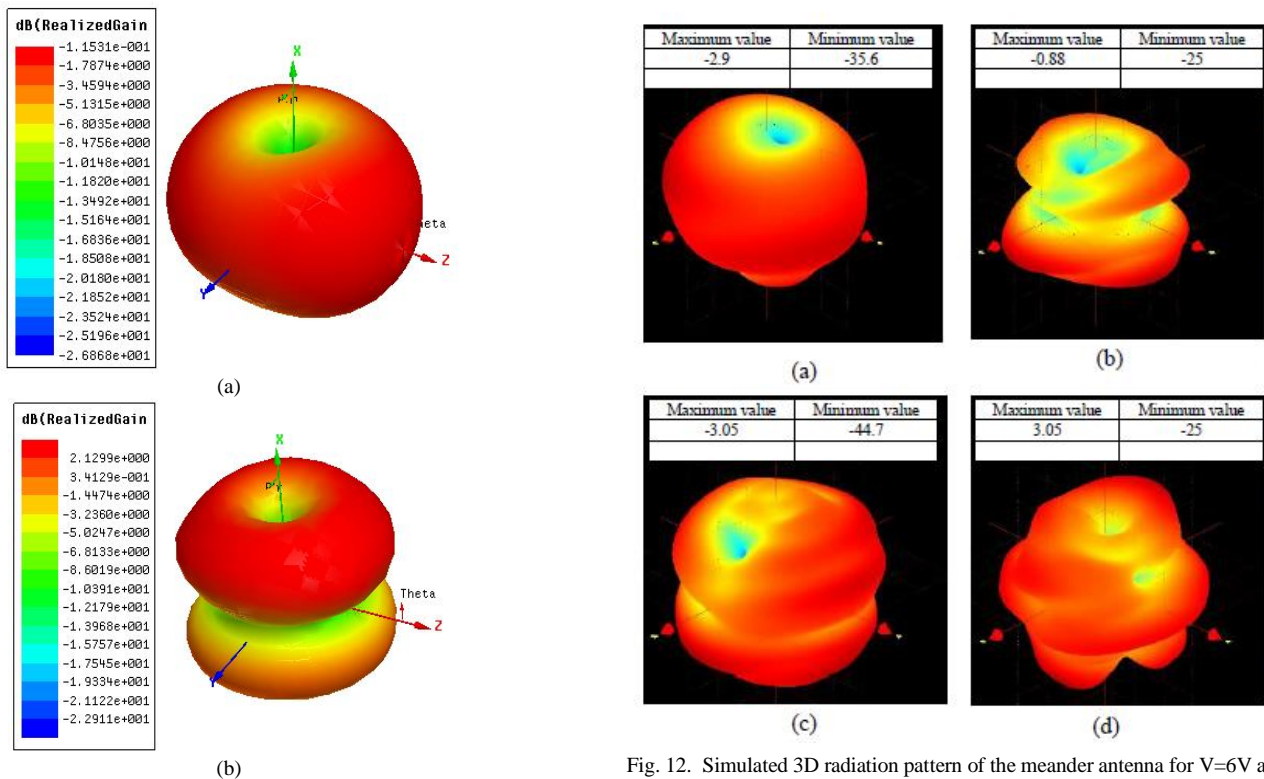 dB(RealizedGain
-1.1531e-001
-1.7874e+000
-3.4594e+000
-5.1315e+000
-6.8035e+000
-8.4756e+000
-1.0148e+001
-1.1820e+001
-1.3492e+001
-1.5164e+001
-1.6836e+001
-1.8508e+001
-2.0180e+001
-2.1852e+001
-2.3524e+001
-2.5196e+001
-2.6868e+001
X
Z
Y
(a)
dB(RealizedGain
2.1299e+000
3.4129e-001
-1.4474e+000
-3.2360e+000
-5.0247e+000
-6.8133e+000
-8.6019e+000
-1.0391e+001
-1.2179e+001
-1.3968e+001
-1.5757e+001
-1.7545e+001
-1.9334e+001
-2.1122e+001
-2.2911e+001
X
Theta
Z
Y
(b)
Maximum value Minimum value
-2.9 -35.6
(a)
Maximum value Minimum value
-0.88 -25
(b)
Maximum value Minimum value
-3.05 -44.7
(c)
Maximum value Minimum value
3.05 -25
(d)
Fig. 12. Simulated 3D radiation pattern of the meander antenna for V=6V a